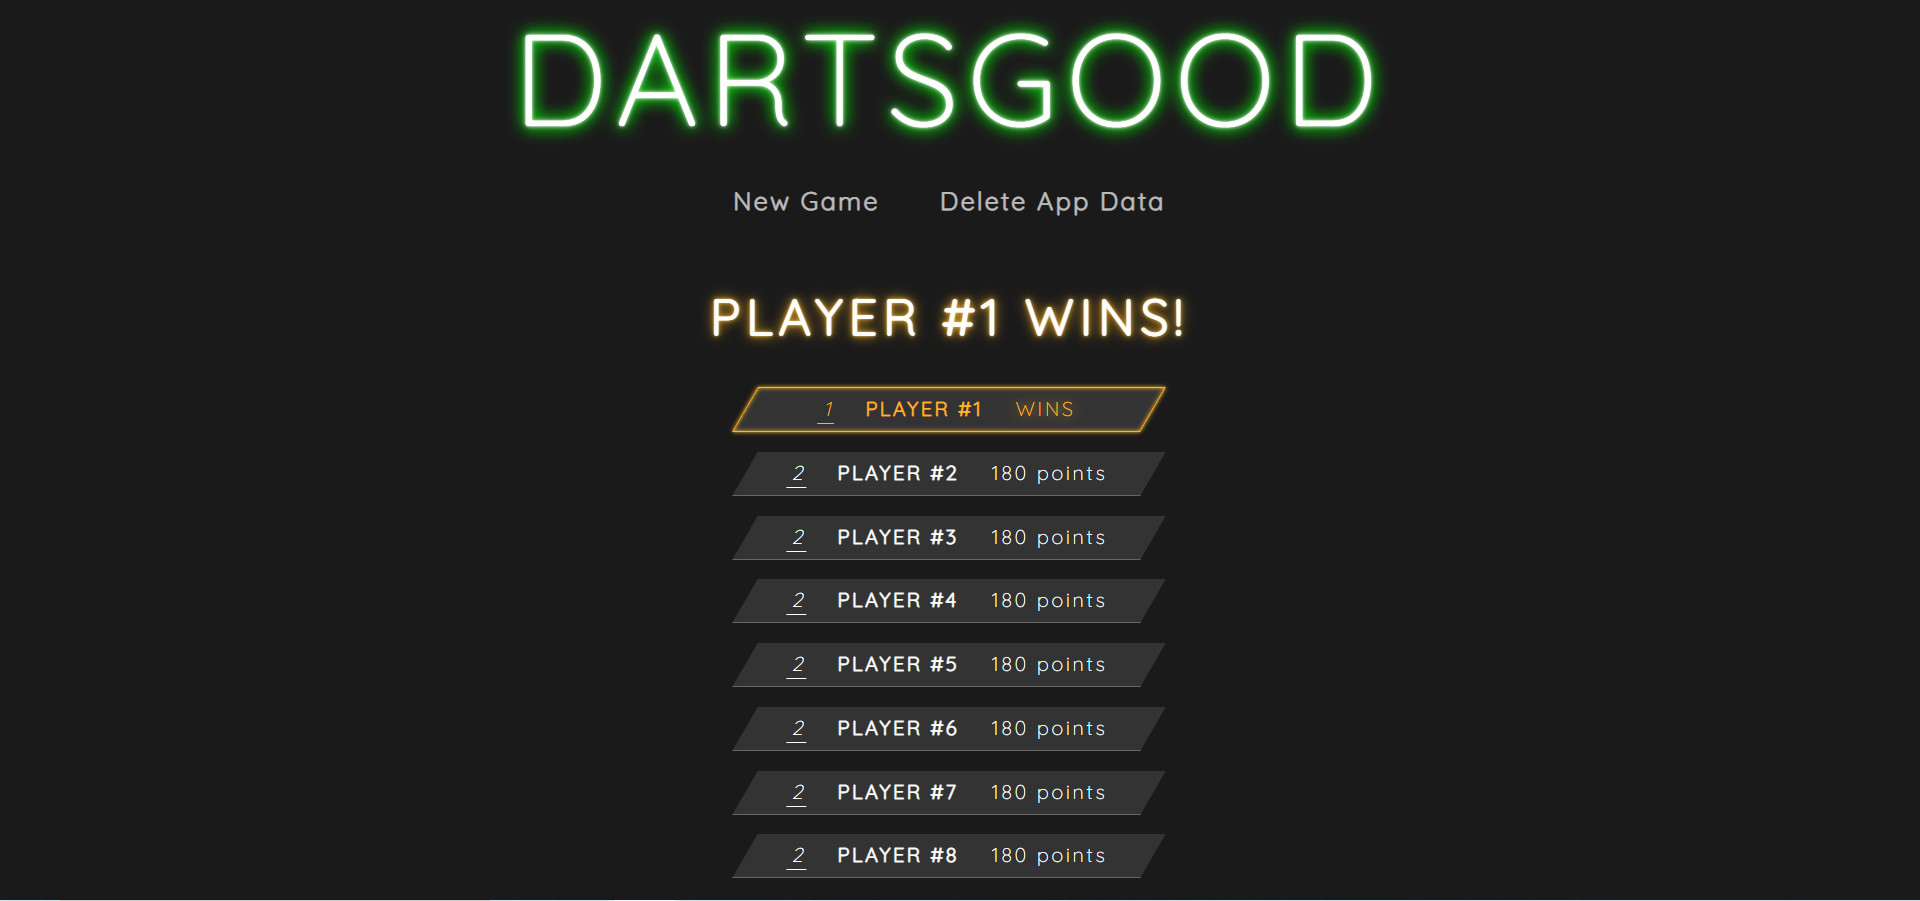 DARTSGOOD
New Game Delete App Data
PLAYER #1 WINS!
1 PLAYER #1 WINS
2 PLAYER #2 180 points
2 PLAYER #3 180 points
2 PLAYER #4 180 points
2 PLAYER #5 180 points
2 PLAYER #6 180 points
2 PLAYER #7 180 points
2 PLAYER #8 180 points